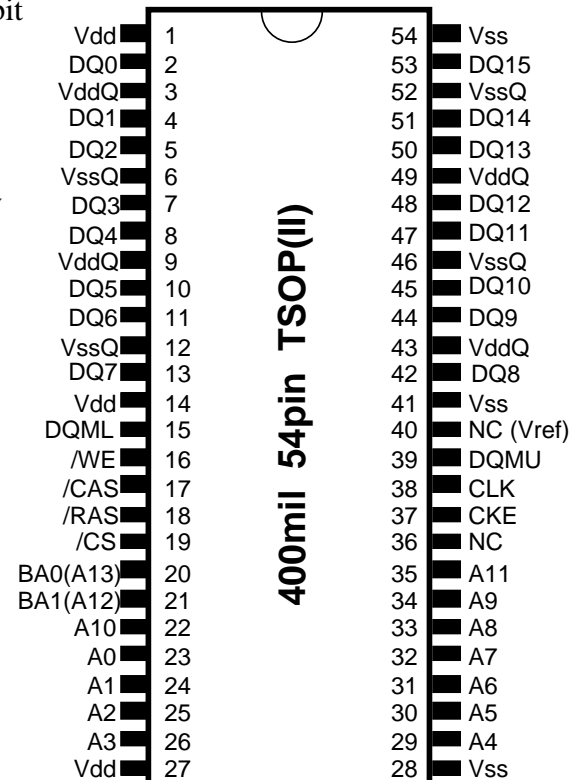 bit
Vdd 1 54 Vss
DQ0 2 53 DQ15
VddQ 3 52 VssQ
DQ1 4 51 DQ14
DQ2 5 50 DQ13
VssQ 6 49 VddQ
DQ3 7 48 DQ12
DQ4 8 47 DQ11
VddQ 9 46 VssQ
DQ5 10 45 DQ10
DQ6 11 44 DQ9
VssQ 12 43 VddQ
DQ7 13 42 DQ8
Vdd 14 41 Vss
DQML 15 40 NC (Vref)
/WE 16 39 DQMU
/CAS 17 38 CLK
/RAS 18 37 CKE
/CS 19 36 NC
BA0(A13) 20 35 A11
BA1(A12) 21 34 A9
A10 22 33 A8
A0 23 32 A7
A1 24 31 A6
A2 25 30 A5
A3 26 29 A4
Vdd 27 28 Vss
400mil 54pin TSOP(II)